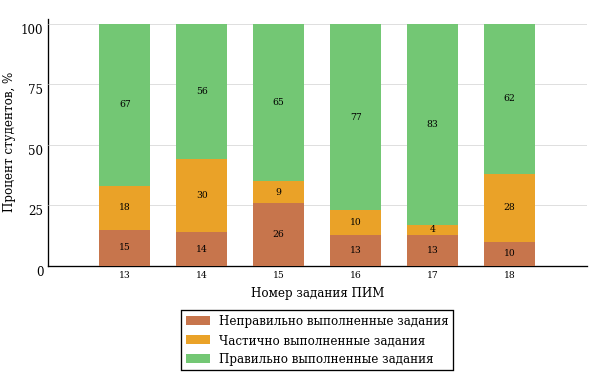 Процент студентов, %
100
75
50
25
0
67 56 65 77 83 62
18 30 9 10 4 28
15 14 26 13 13 10
13 14 15 16 17 18
Номер задания ПИМ
Неправильно выполненные задания
Частично выполненные задания
Правильно выполненные задания